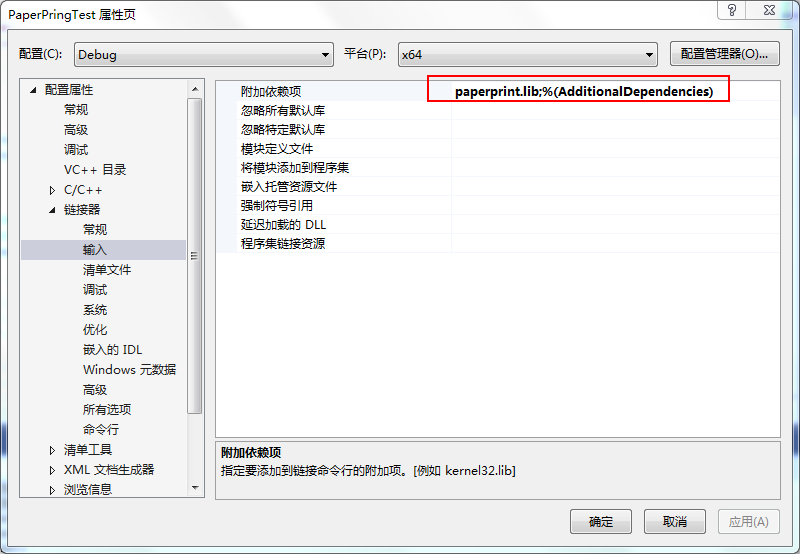 PaperPringTest 属性页
配置(C): Debug 平台(P): x64 配置管理器(O)...
配置属性
常规
高级
调试
VC++ 目录
C/C++
链接器
常规
输入
清单文件
调试
系统
优化
嵌入的 IDL
Windows 元数据
高级
所有选项
命令行
清单工具
XML 文档生成器
浏览信息
附加依赖项 paperprint.lib;%(AdditionalDependencies)
忽略所有默认库
忽略特定默认库
模块定义文件
将模块添加到程序集
嵌入托管资源文件
强制符号引用
延迟加载的 DLL
程序集链接资源
附加依赖项
指定要添加到链接命令行的附加项。[例如 kernel32.lib]
确定 取消 应用(A)